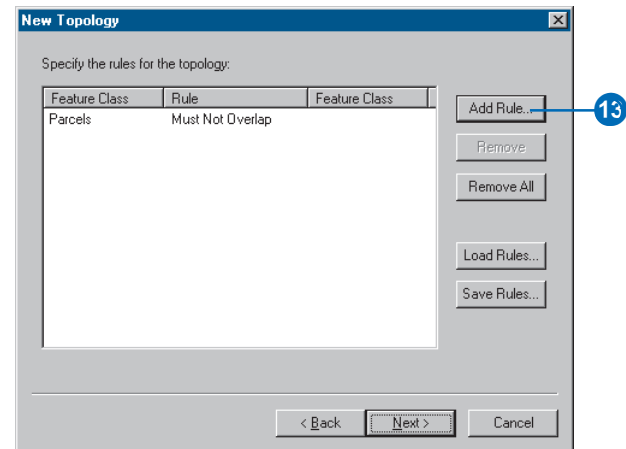 New Topology
Specify the rules for the topology:
Feature Class Rule Feature Class
Parcels Must Not Overlap
Add Rule...
13
Remove
Remove All
Load Rules...
Save Rules...
< Back Next > Cancel